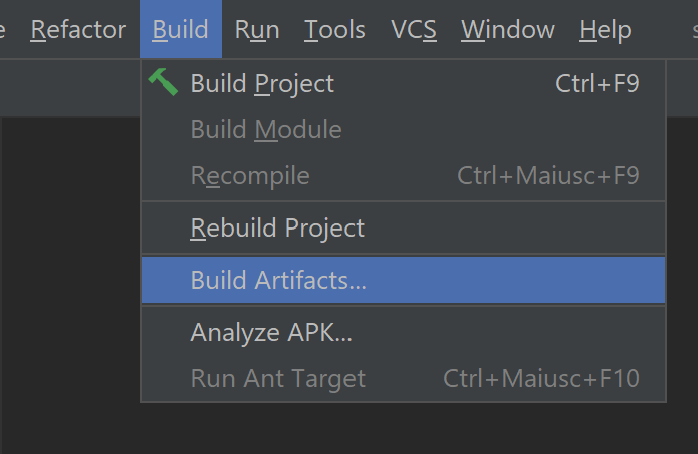 e Refactor Build Run Tools VCS Window Help s
Build Project Ctrl+F9
Build Module
Recompile Ctrl+Maiusc+F9
Rebuild Project
Build Artifacts...
Analyze APK...
Run Ant Target Ctrl+Maiusc+F10